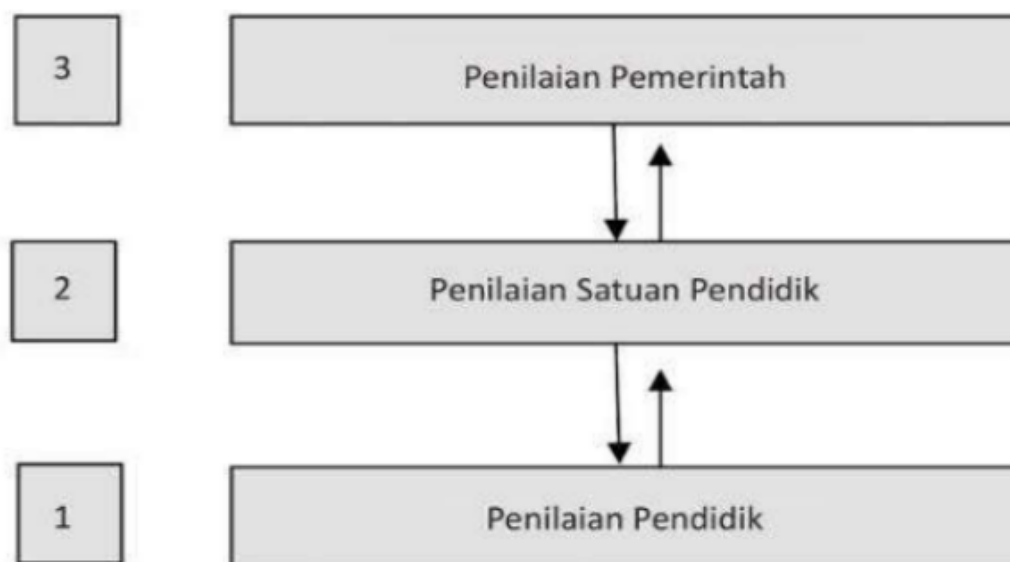 3
Penilaian Pemerintah
2
Penilaian Satuan Pendidik
1
Penilaian Pendidik